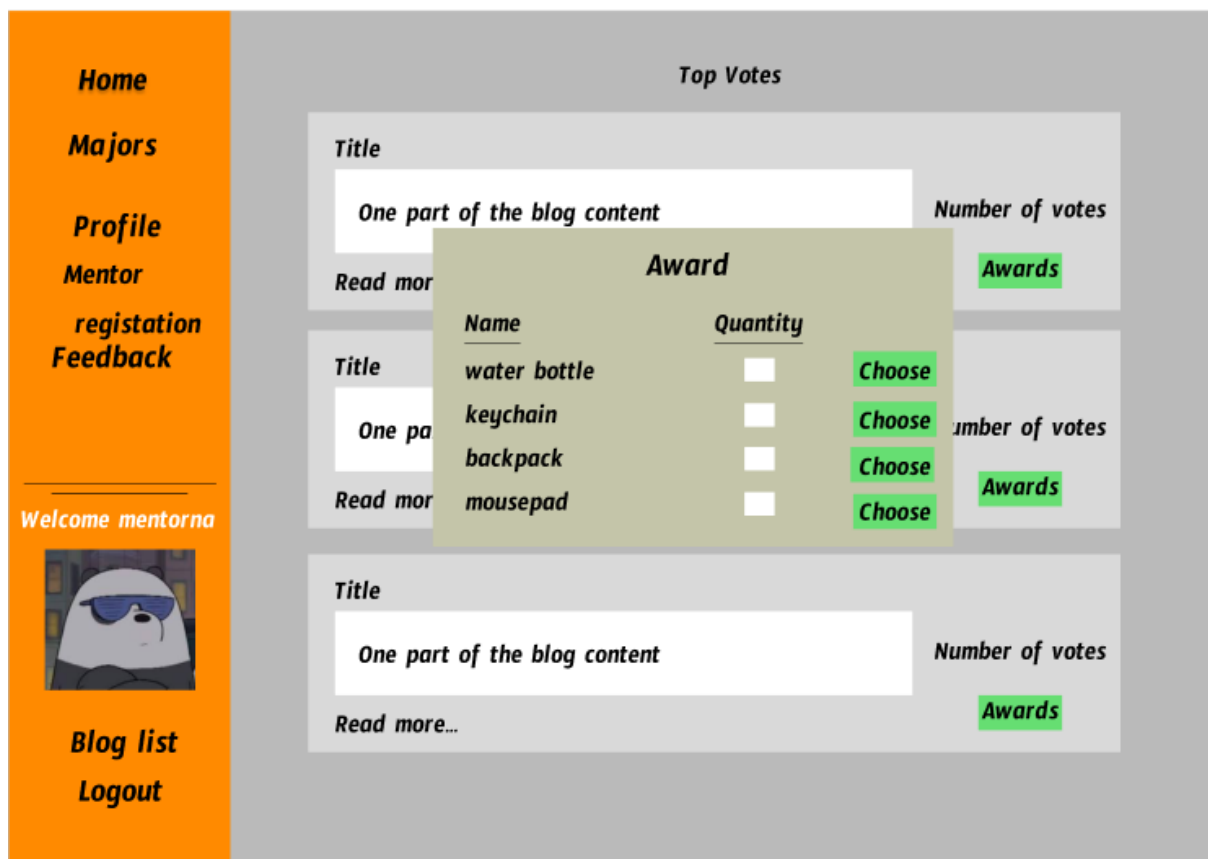 Home
Majors
Profile
Mentor
registation
Feedback
Welcome mentorna
Blog list
Logout
Top Votes
Title
One part of the blog content
Number of votes
Read mor
Awards
Award
Name Quantity
water bottle Choose
keychain Choose
backpack Choose
mousepad Choose
Title
One pa
umber of votes
Read mor
Awards
Title
One part of the blog content
Number of votes
Read more...
Awards